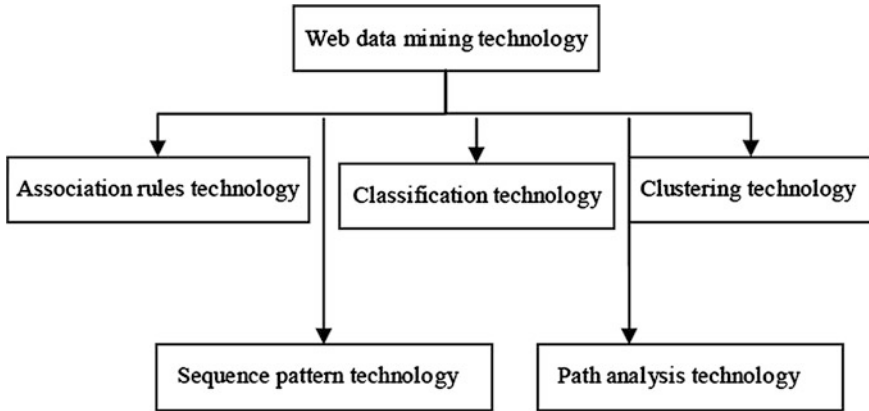 Web data mining technology
Association rules technology
Classification technology
Clustering technology
Sequence pattern technology
Path analysis technology